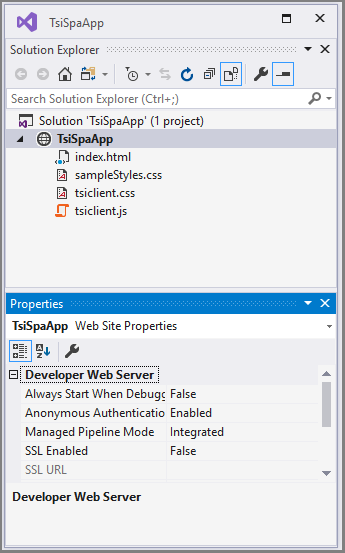 TsiSpaApp
Solution Explorer
Search Solution Explorer (Ctrl+;)
Solution 'TsiSpaApp' (1 project)
TsiSpaApp
index.html
sampleStyles.css
tsiclient.css
tsiclient.js
Properties
TsiSpaApp Web Site Properties
Developer Web Server
Always Start When Debugg False
Anonymous Authenticatio Enabled
Managed Pipeline Mode Integrated
SSL Enabled False
SSL URL
Developer Web Server